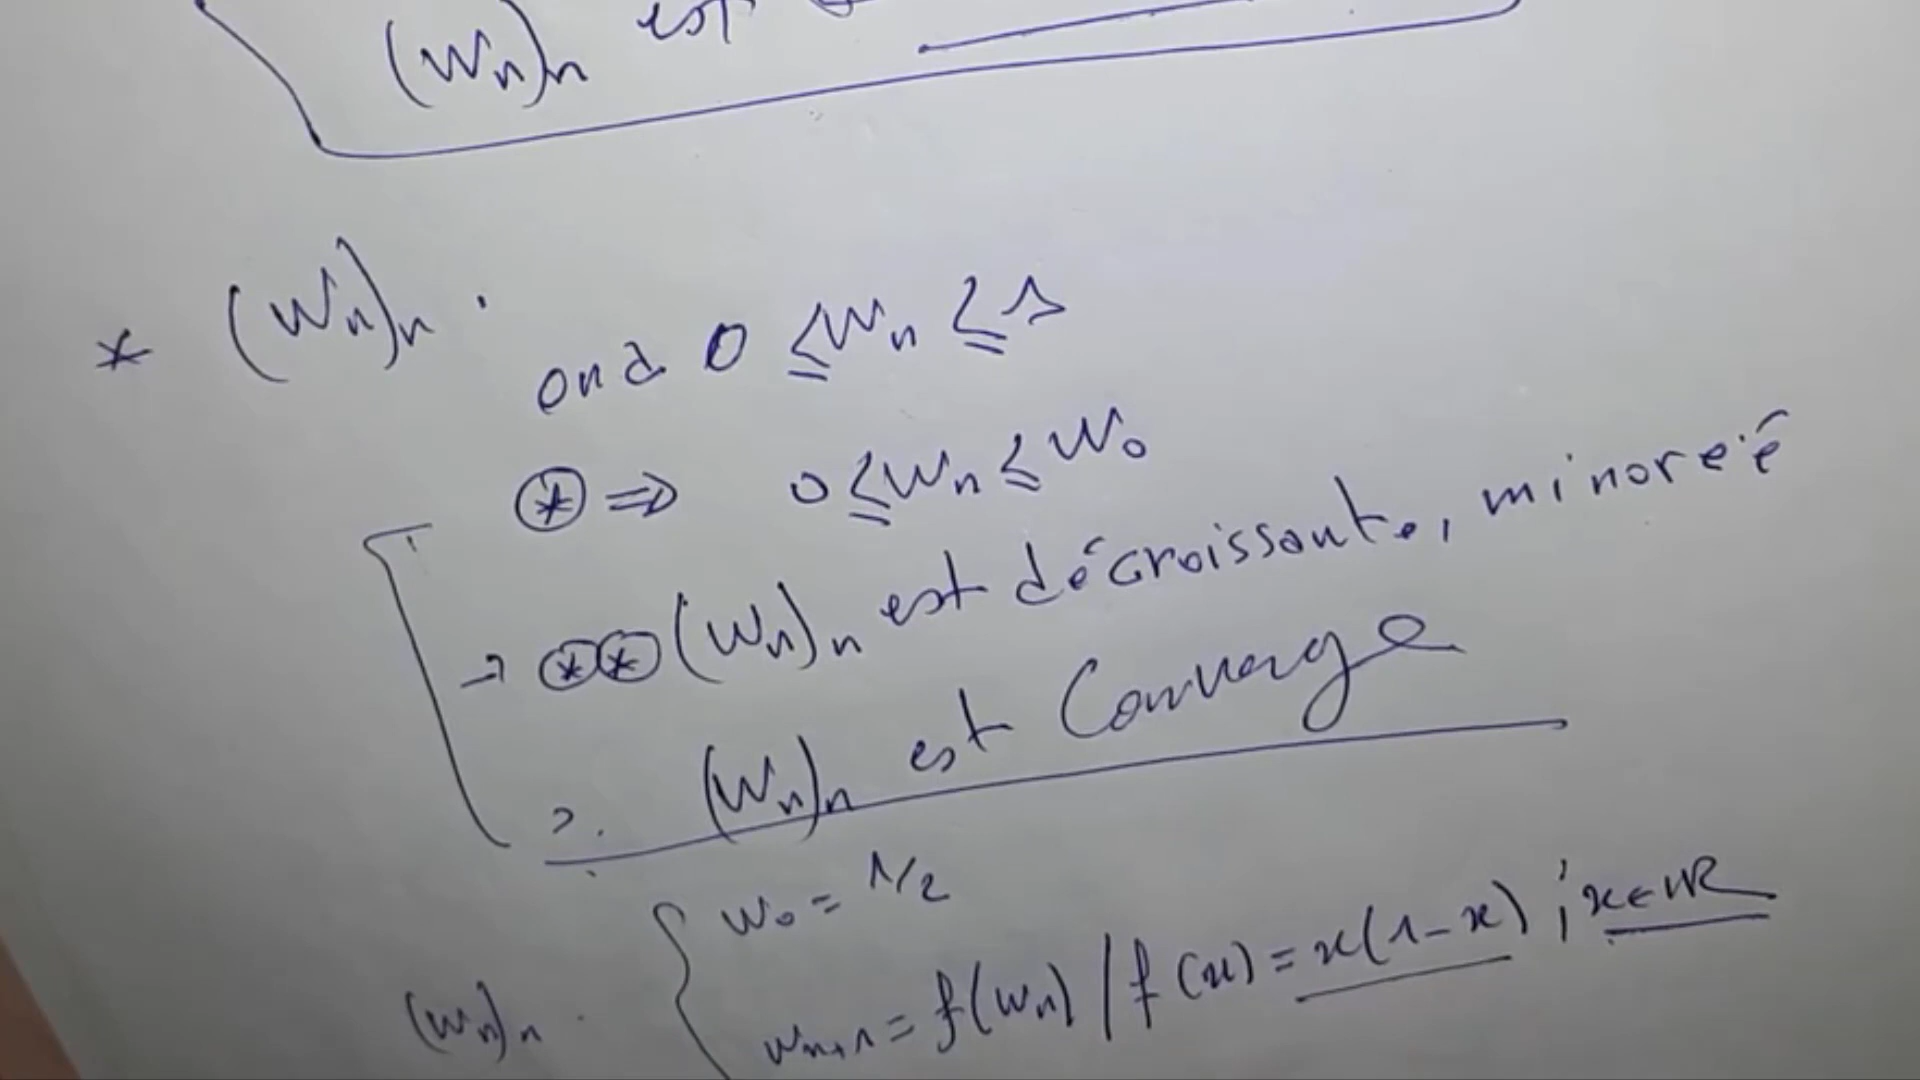 (Wn)n est
* (Wn)n .
on a 0 ≤ Wn ≤ 1
⊛ ⇒ 0 ≤ Wn ≤ W0
→ ⊛⊛ (Wn)n est décroissante, minoreé
(Wn)n est Converge
W0 = 1/2
(Wn)n . { Wn+1 = f(Wn) / f(x) = x(1-x) ; x∈IR